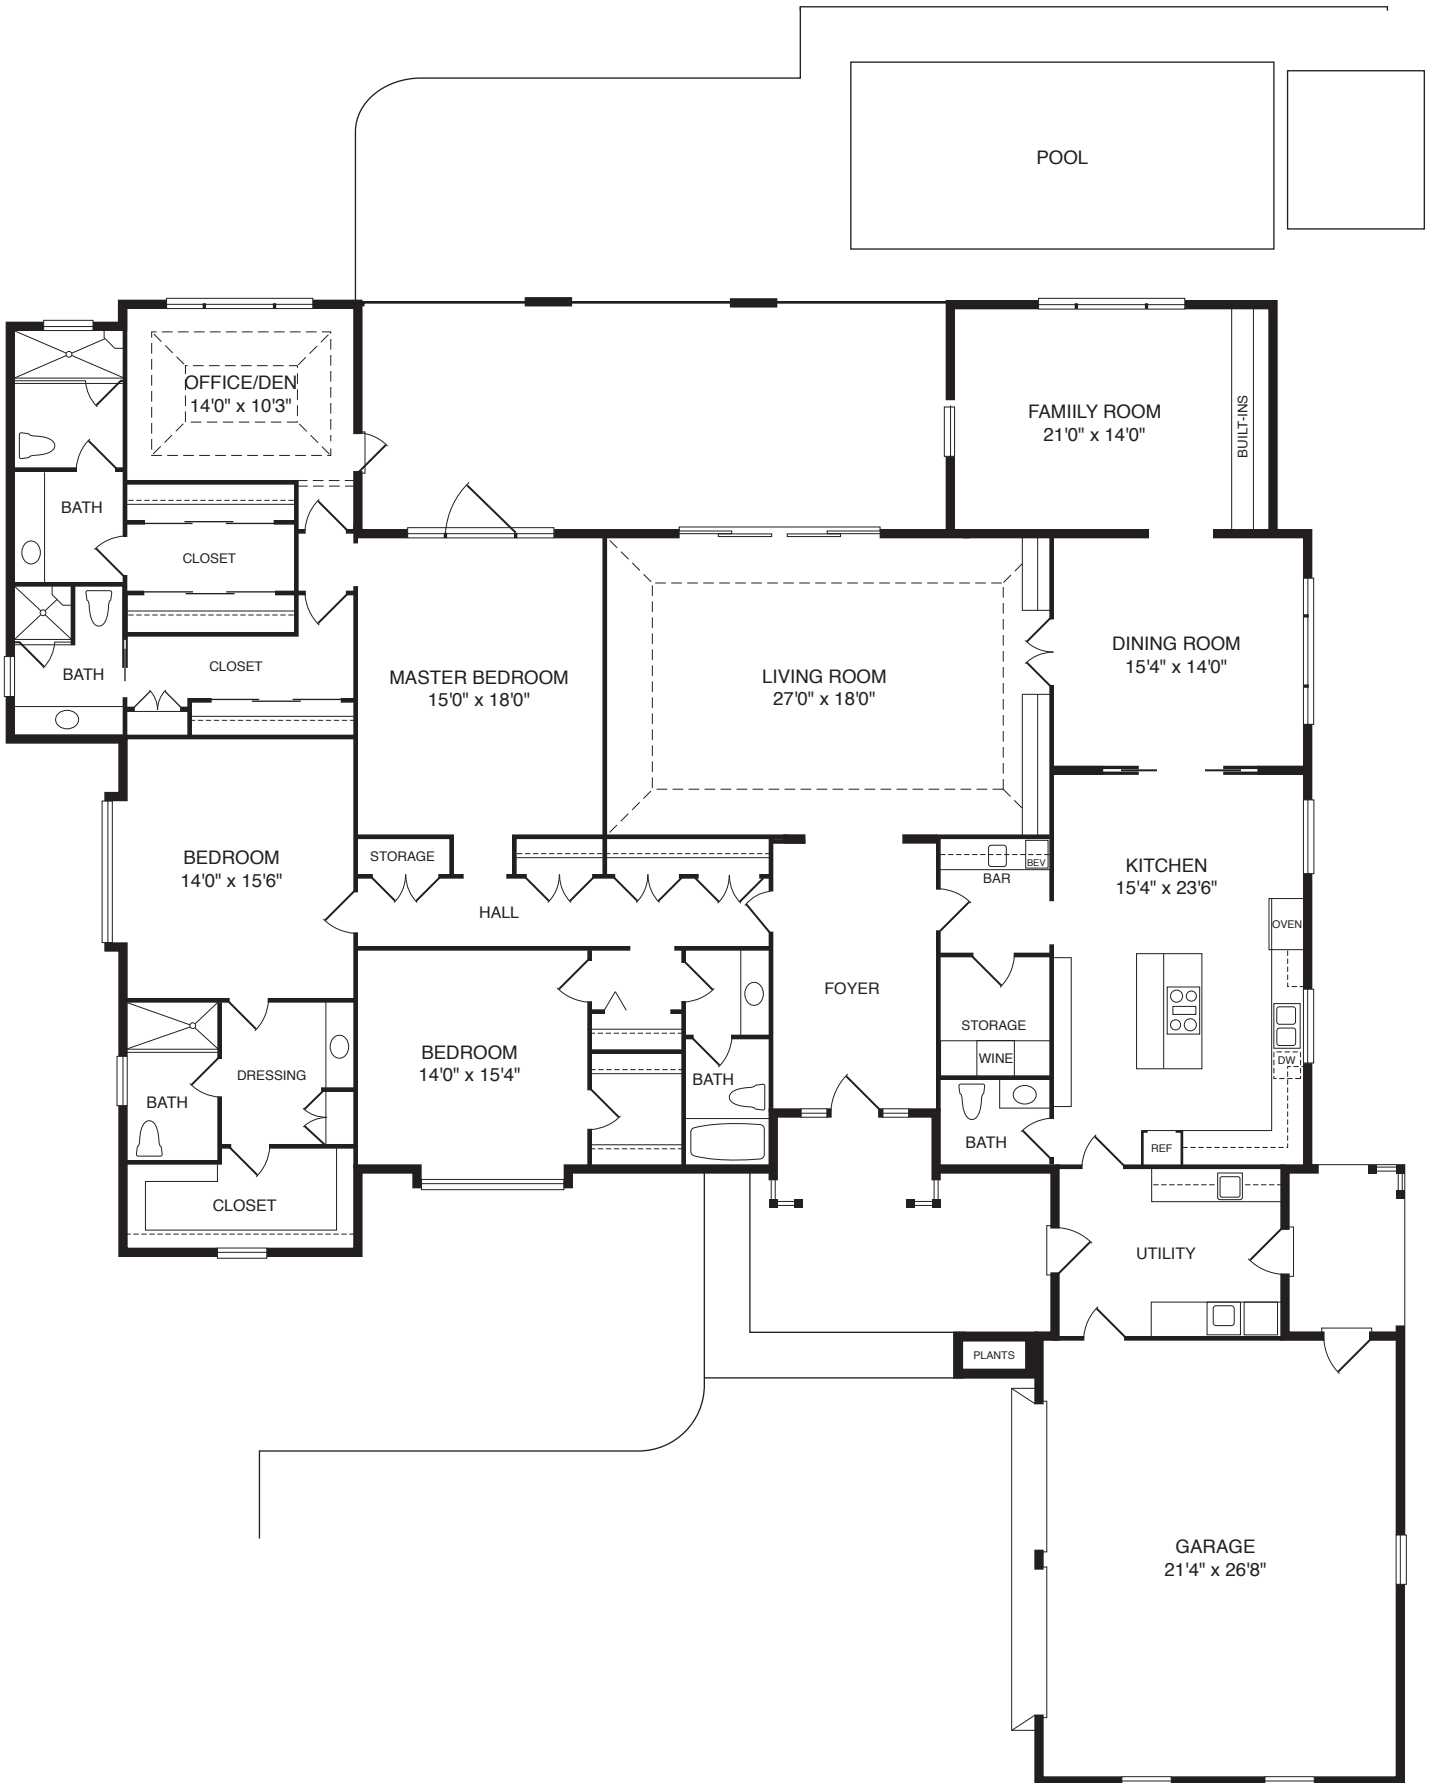 POOL
OFFICE/DEN
14'0" x 10'3"
FAMIILY ROOM
21'0" x 14'0"
BUILT-INS
BATH
CLOSET
BATH
CLOSET
MASTER BEDROOM
15'0" x 18'0"
LIVING ROOM
27'0" x 18'0"
DINING ROOM
15'4" x 14'0"
BEDROOM
14'0" x 15'6"
STORAGE
HALL
BEV
BAR
KITCHEN
15'4" x 23'6"
OVEN
FOYER
STORAGE
WINE
BEDROOM
14'0" x 15'4"
DRESSING
BATH
BATH
DW
BATH
REF
CLOSET
UTILITY
PLANTS
GARAGE
21'4" x 26'8"